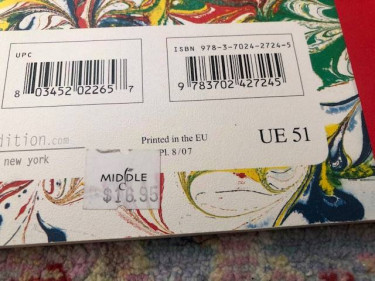 UPC
ISBN 978-3-7024-2724-5
8 03452 02265 7
9 783702 427245
dition.com
Printed in the EU
new york
PL 8/07
UE 51
MIDDLE
C
$16.95